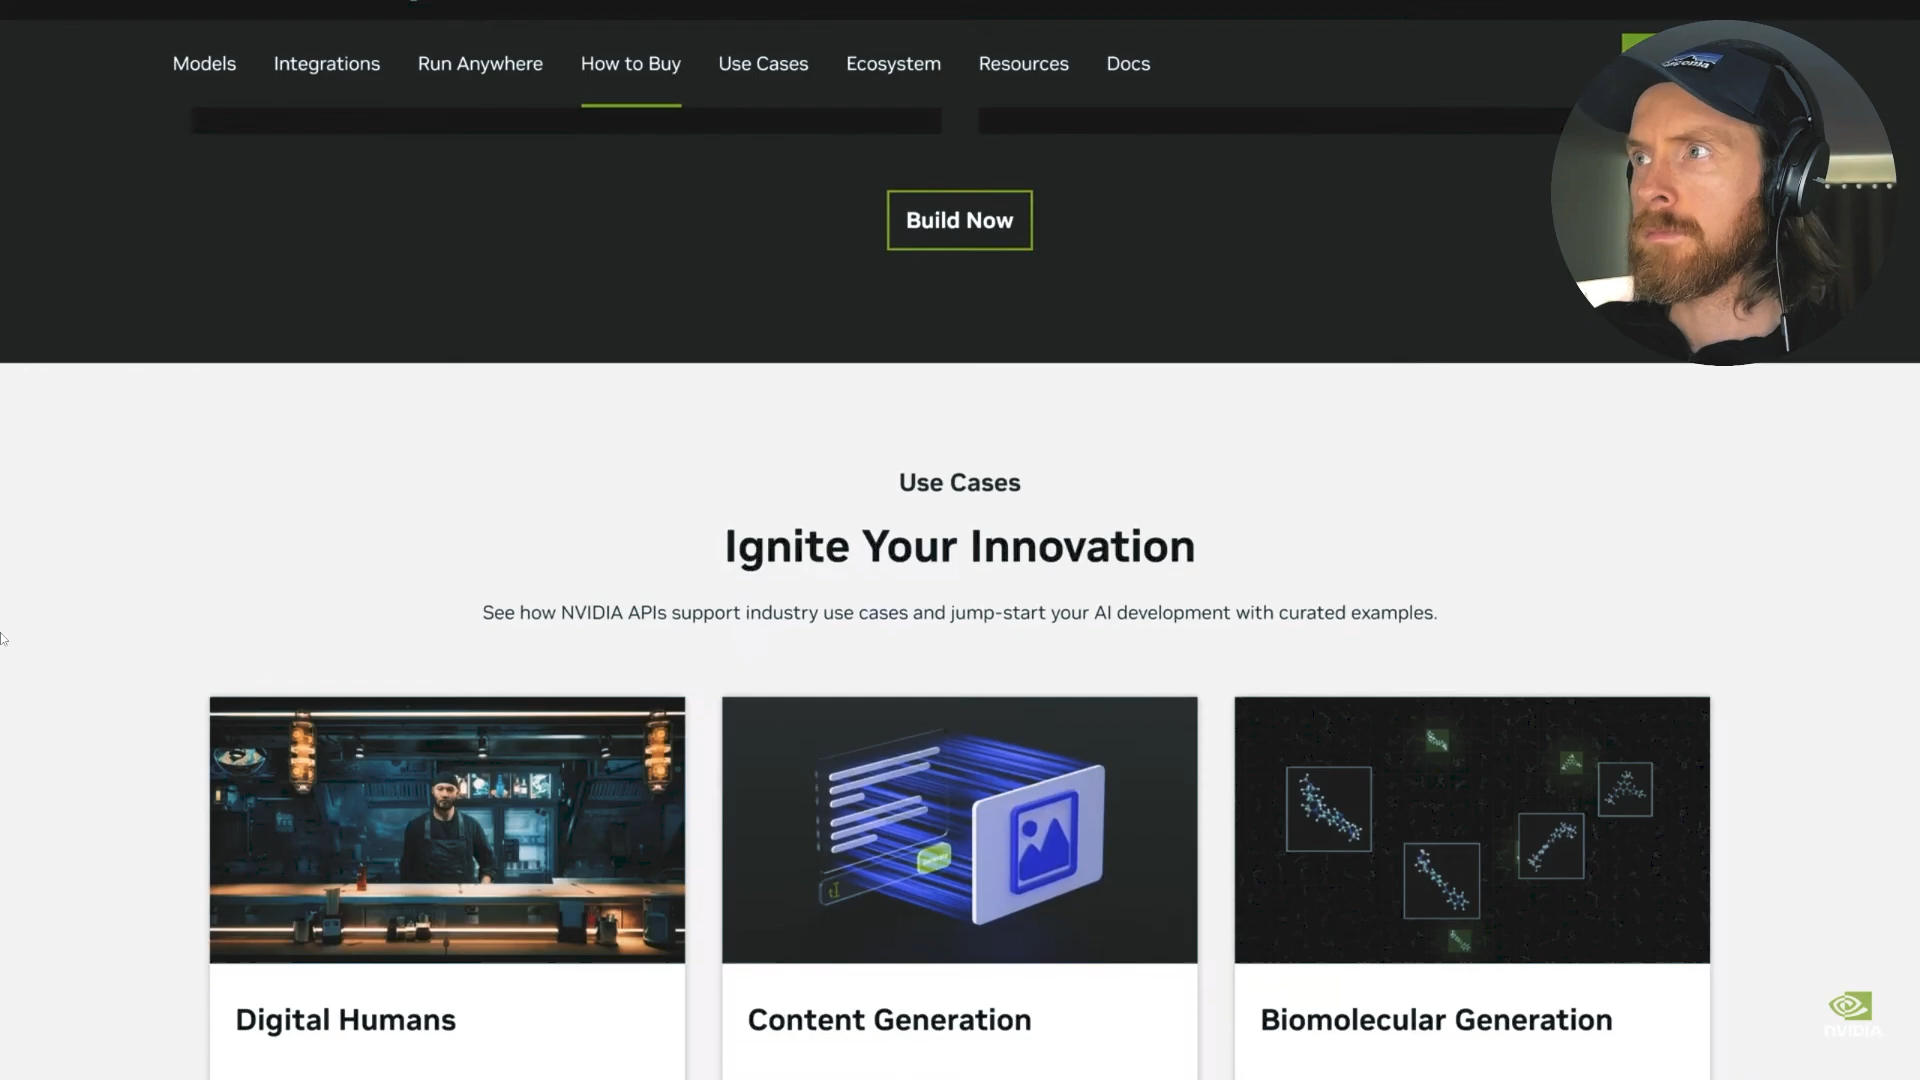 Models
Integrations
Run Anywhere
How to Buy
Use Cases
Ecosystem
Resources
Docs
Build Now
Use Cases
Ignite Your Innovation
See how NVIDIA APIs support industry use cases and jump-start your AI development with curated examples.
Digital Humans
Content Generation
Biomolecular Generation
NVIDIA